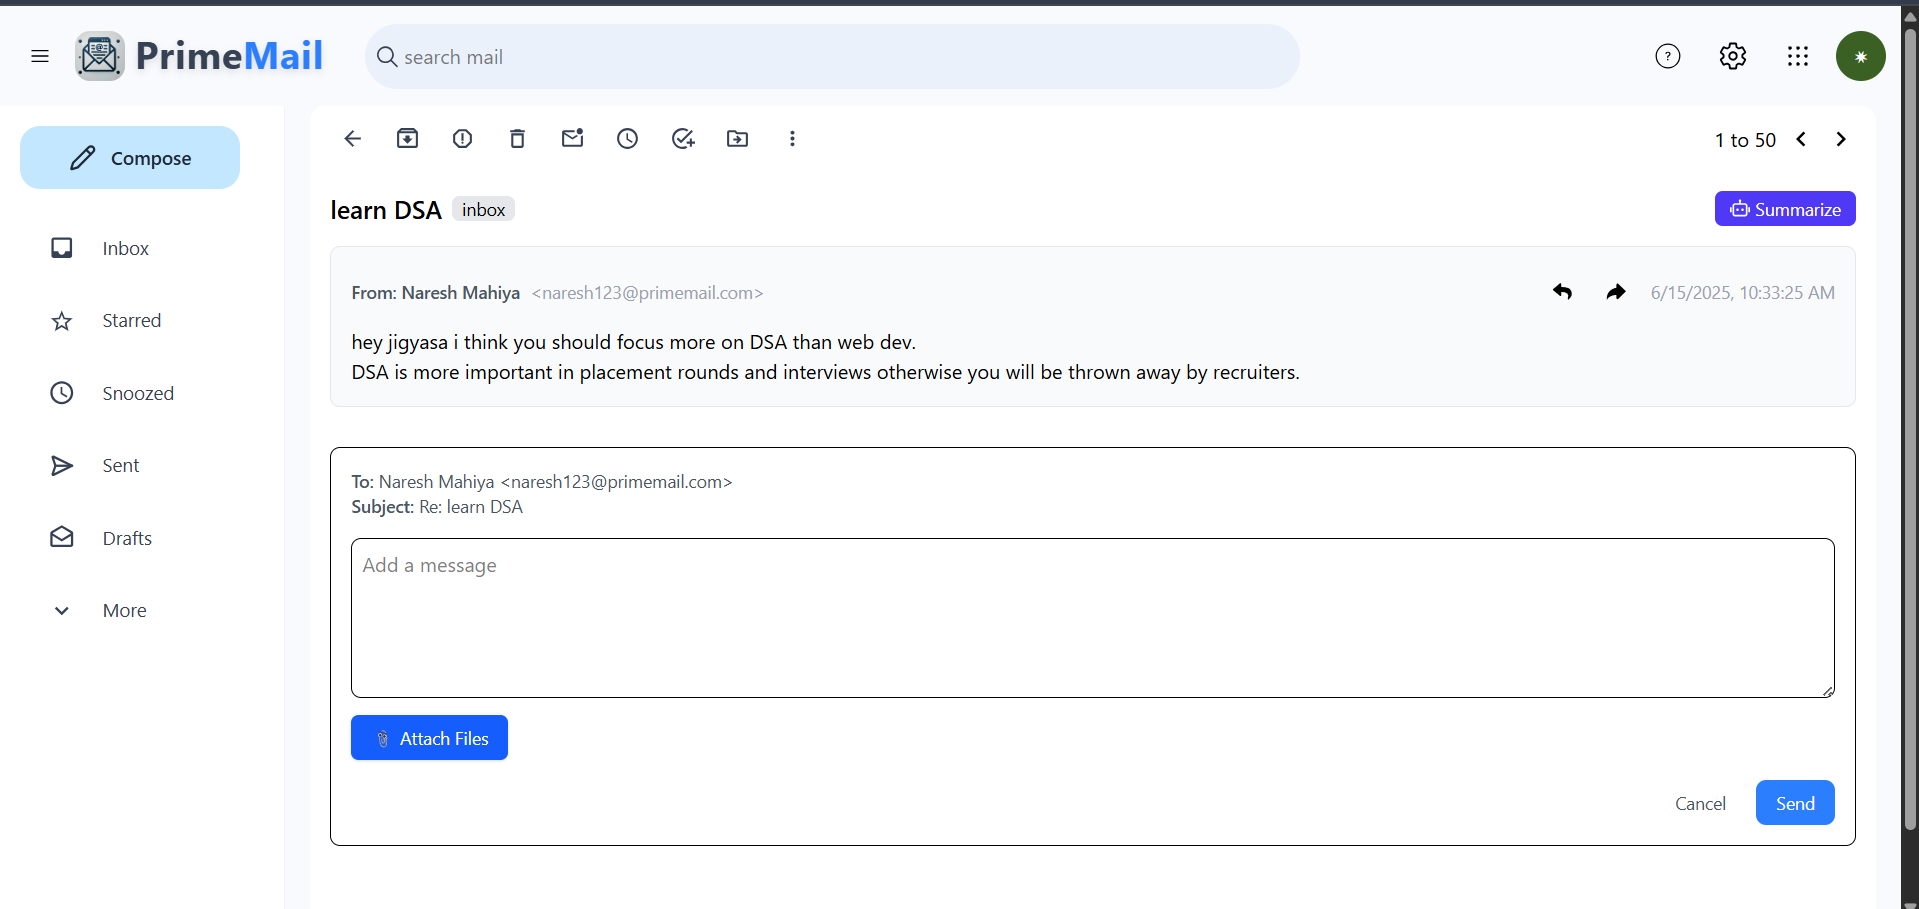 PrimeMail
search mail
Compose
1 to 50
learn DSA inbox
Summarize
Inbox
From: Naresh Mahiya <naresh123@primemail.com>
6/15/2025, 10:33:25 AM
Starred
hey jigyasa i think you should focus more on DSA than web dev.
DSA is more important in placement rounds and interviews otherwise you will be thrown away by recruiters.
Snoozed
Sent
To: Naresh Mahiya <naresh123@primemail.com>
Subject: Re: learn DSA
Drafts
Add a message
More
Attach Files
Cancel
Send